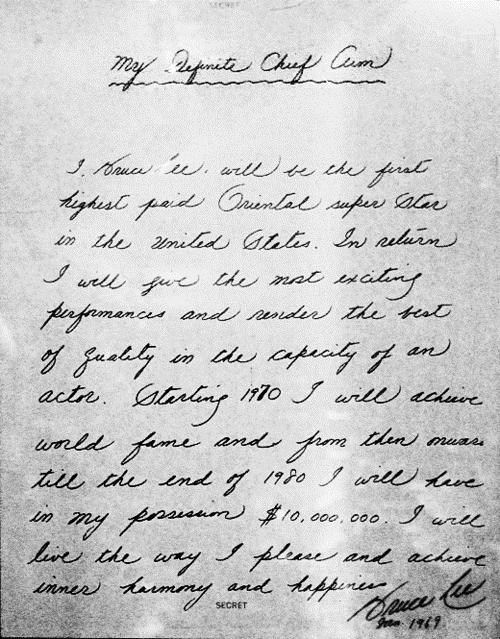 SECRET
My Definite Chief Aim
I, Bruce Lee, will be the first
highest paid Oriental super Star
in the United States. In return
I will give the most exciting
performances and render the best
of quality in the capacity of an
actor. Starting 1970 I will achieve
world fame and from then onward
till the end of 1980 I will have
in my possession $10,000,000. I will
live the way I please and achieve
inner harmony and happiness
Bruce Lee
Jan. 1969
SECRET